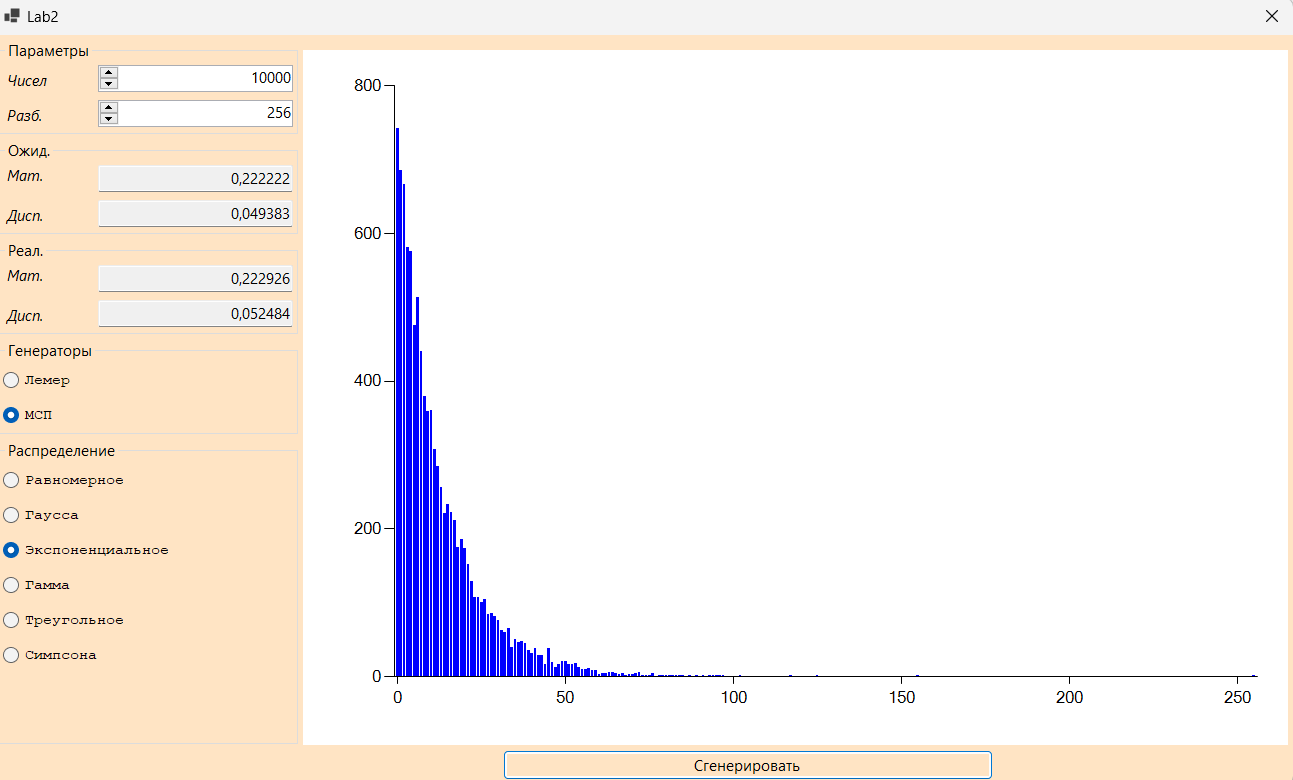 Lab2
Параметры
Чисел 10000
Разб. 256
Ожид.
Мат. 0,222222
Дисп. 0,049383
Реал.
Мат. 0,222926
Дисп. 0,052484
Генераторы
Лемер
МСП
Распределение
Равномерное
Гаусса
Экспоненциальное
Гамма
Треугольное
Симпсона
800
600
400
200
0
0 50 100 150 200 250
Сгенерировать